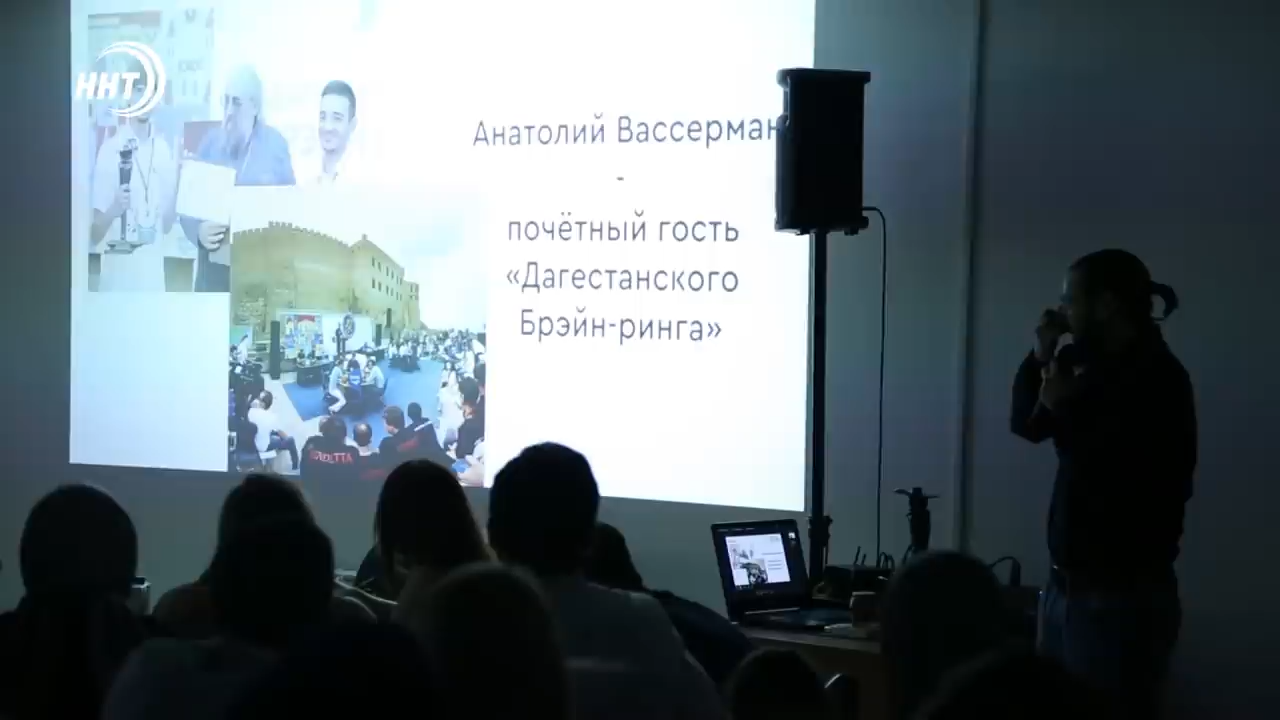 ННТ
Анатолий Вассерман
-
почётный гость
«Дагестанского
Брэйн-ринга»